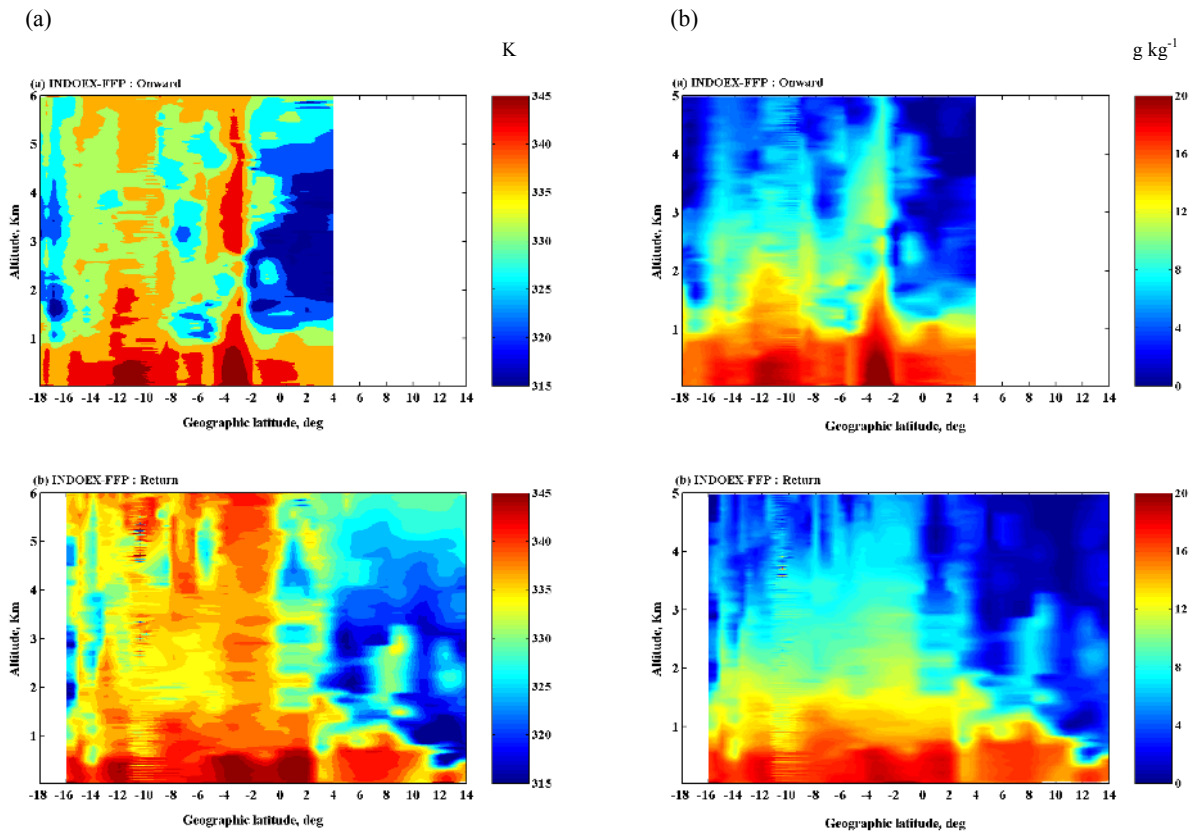 (a)
K
(a) INDOEX-FFP : Onward
6
5
4
3
2
1
Altitude, Km
-18 -16 -14 -12 -10 -8 -6 -4 -2 0 2 4 6 8 10 12 14
Geographic latitude, deg
345
340
335
330
325
320
315
(b)
g kg-1
(a) INDOEX-FFP : Onward
5
4
3
2
1
Altitude, Km
-18 -16 -14 -12 -10 -8 -6 -4 -2 0 2 4 6 8 10 12 14
Geographic latitude, deg
20
16
12
8
4
0
(b) INDOEX-FFP : Return
6
5
4
3
2
1
Altitude, Km
-18 -16 -14 -12 -10 -8 -6 -4 -2 0 2 4 6 8 10 12 14
Geographic latitude, deg
345
340
335
330
325
320
315
(b) INDOEX-FFP : Return
5
4
3
2
1
Altitude, Km
-18 -16 -14 -12 -10 -8 -6 -4 -2 0 2 4 6 8 10 12 14
Geographic latitude, deg
20
16
12
8
4
0